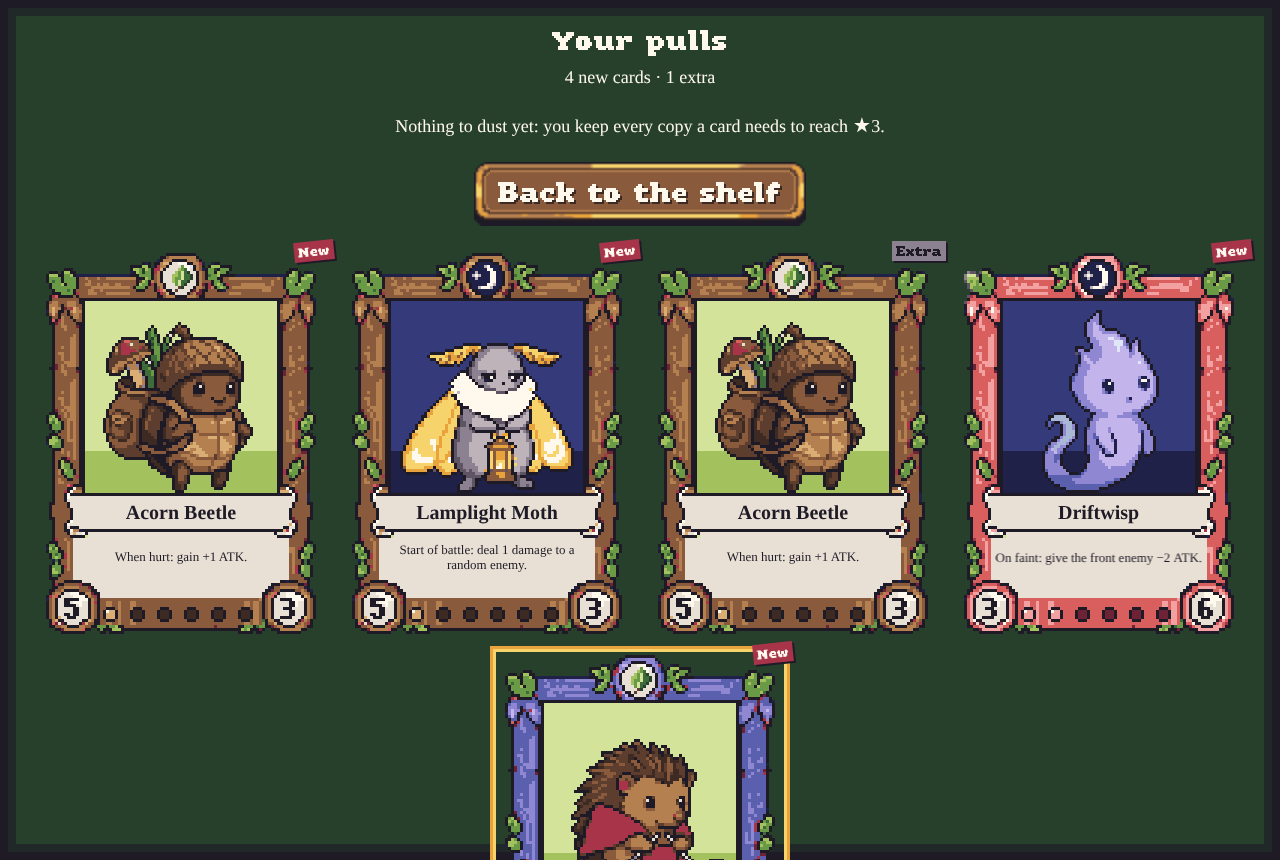 Your pulls
4 new cards · 1 extra
Nothing to dust yet: you keep every copy a card needs to reach ★3.
Back to the shelf
New
New
Extra
New
Acorn Beetle
When hurt: gain +1 ATK.
5
3
Lamplight Moth
Start of battle: deal 1 damage to a
random enemy.
5
3
Acorn Beetle
When hurt: gain +1 ATK.
5
3
Driftwisp
On faint: give the front enemy −2 ATK.
3
6
New